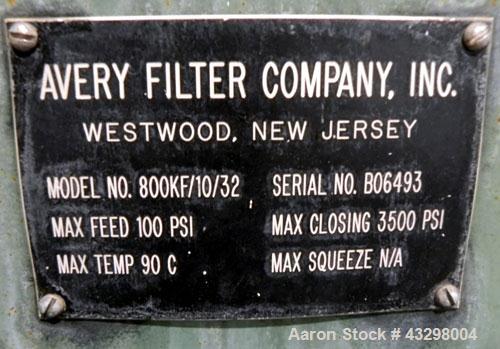 AVERY FILTER COMPANY, INC.
WESTWOOD, NEW JERSEY
MODEL NO. 800KF/10/32 SERIAL NO. B06493
MAX FEED 100 PSI MAX CLOSING 3500 PSI
MAX TEMP 90 C MAX SQUEEZE N/A
Aaron Stock # 43298004